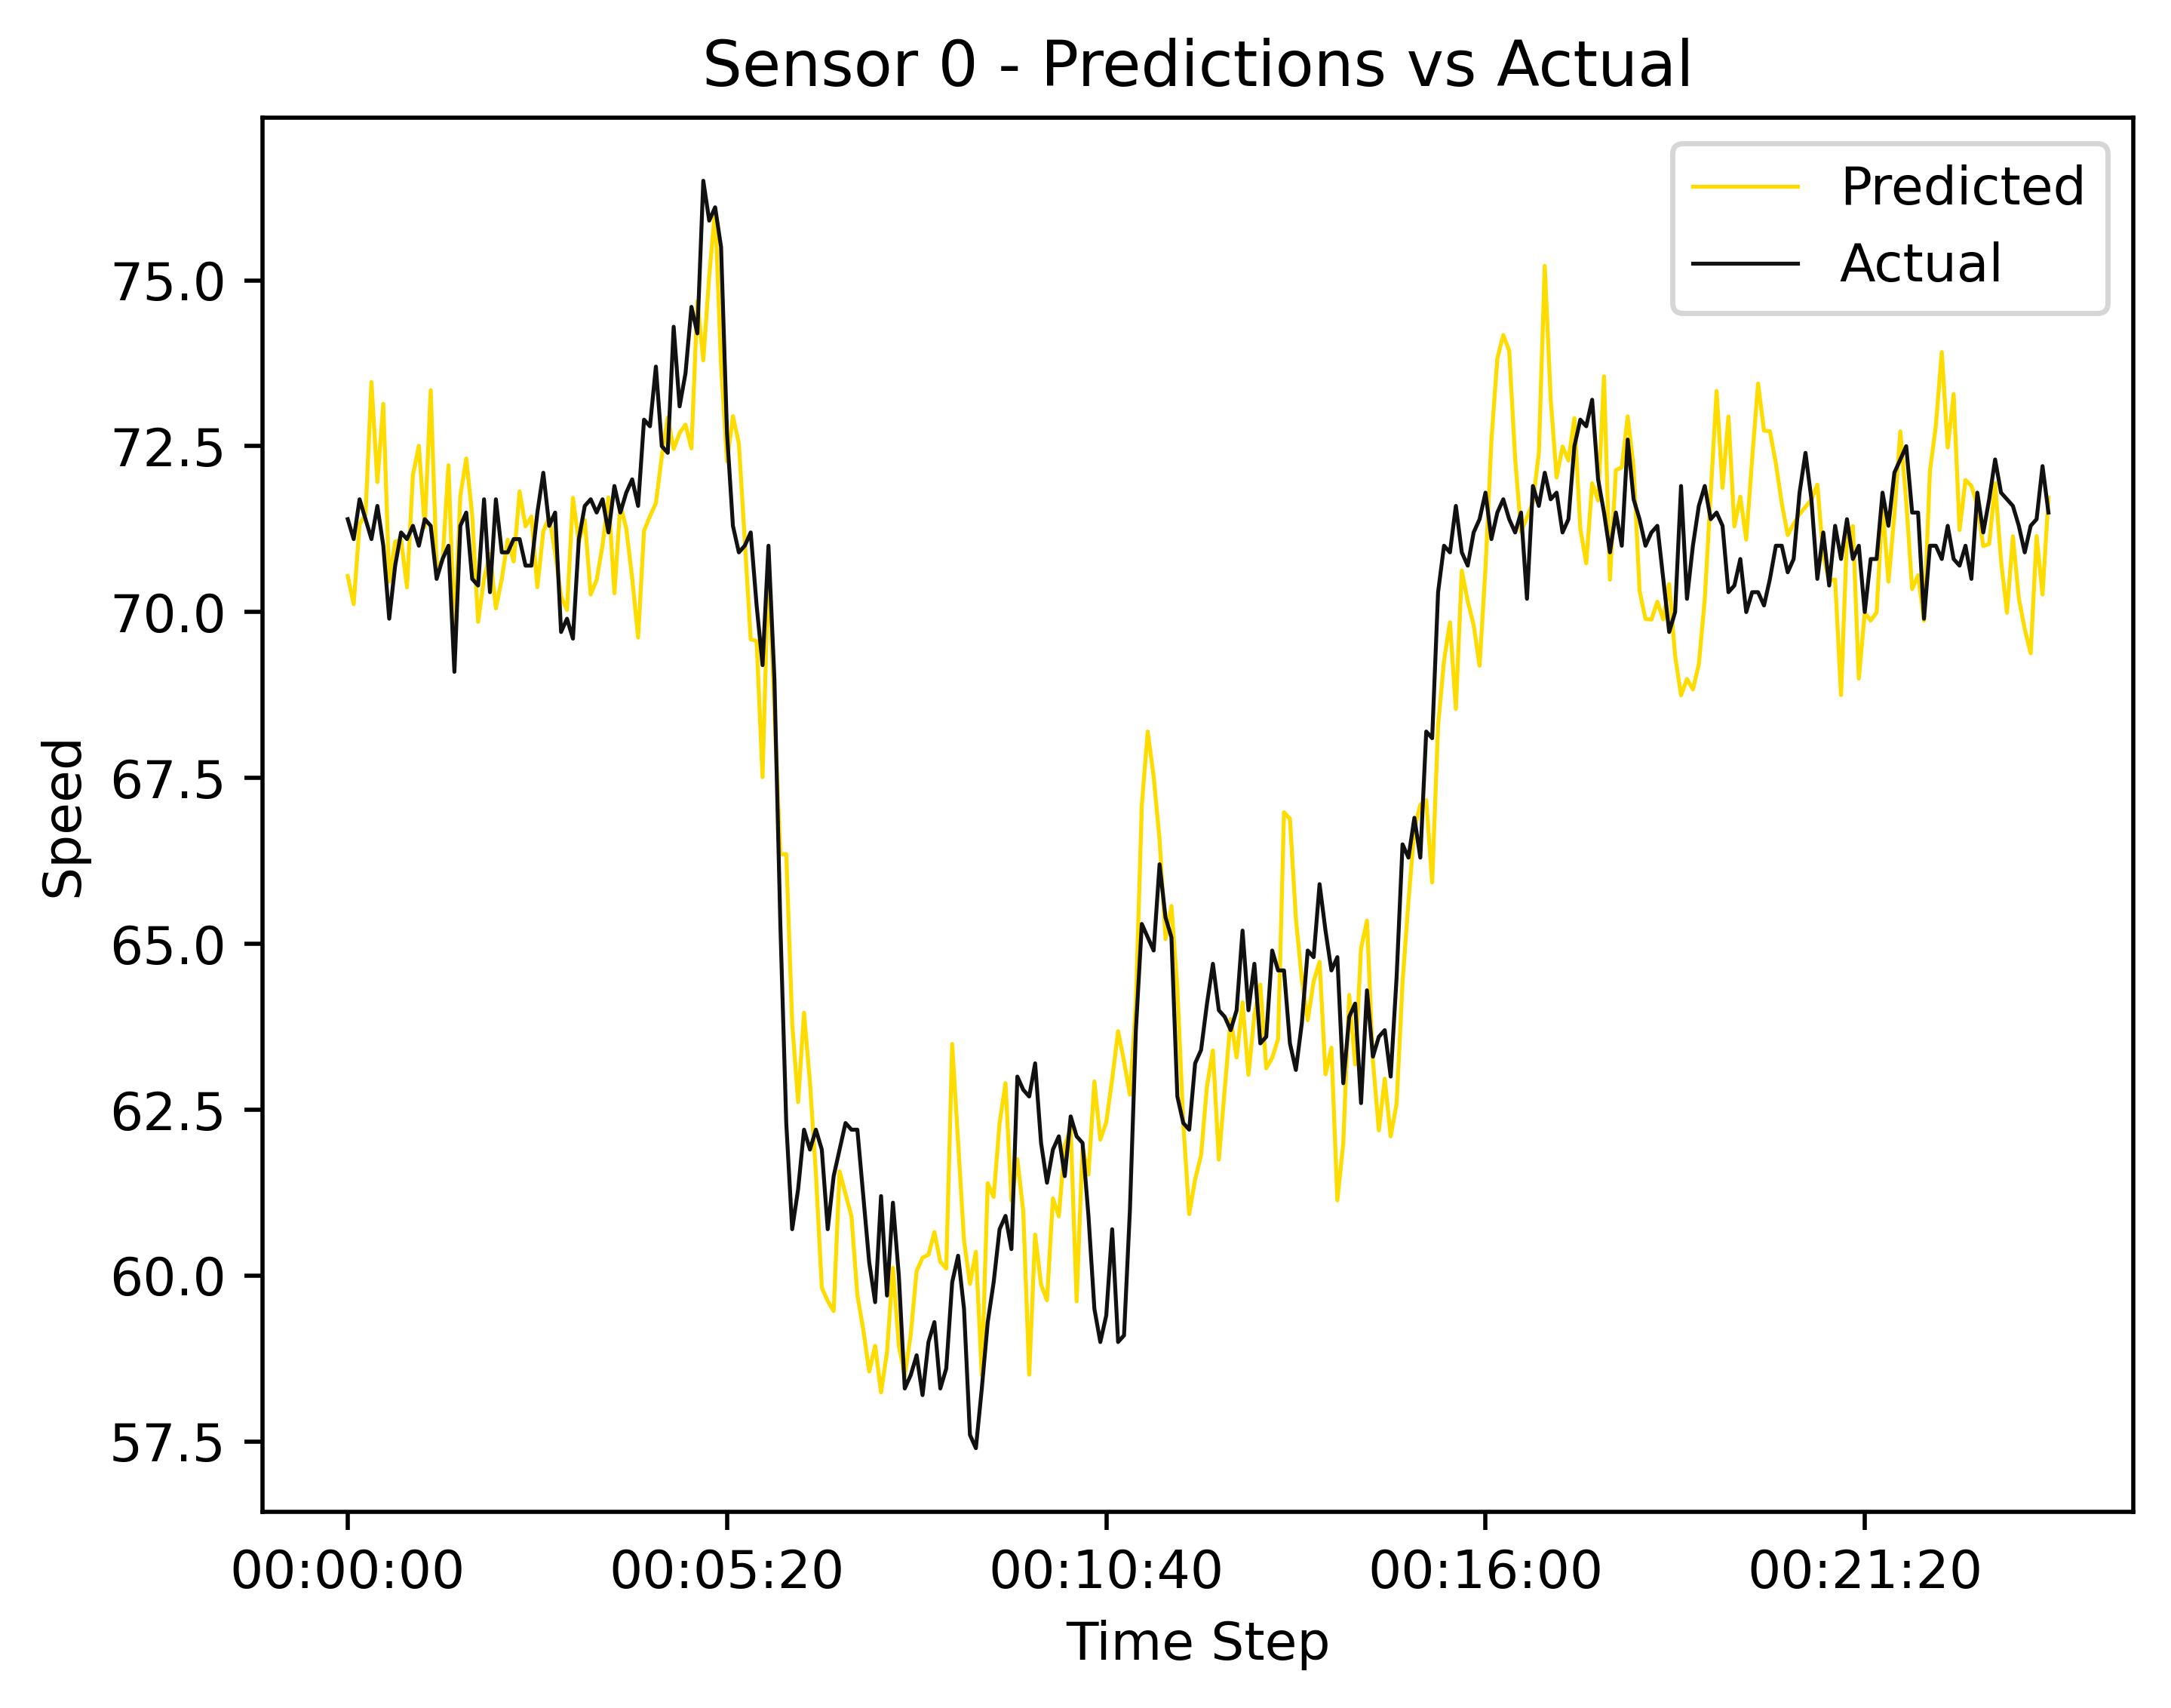 Sensor 0 - Predictions vs Actual
Predicted
Actual
75.0
72.5
70.0
67.5
65.0
62.5
60.0
57.5
Speed
00:00:00 00:05:20 00:10:40 00:16:00 00:21:20
Time Step